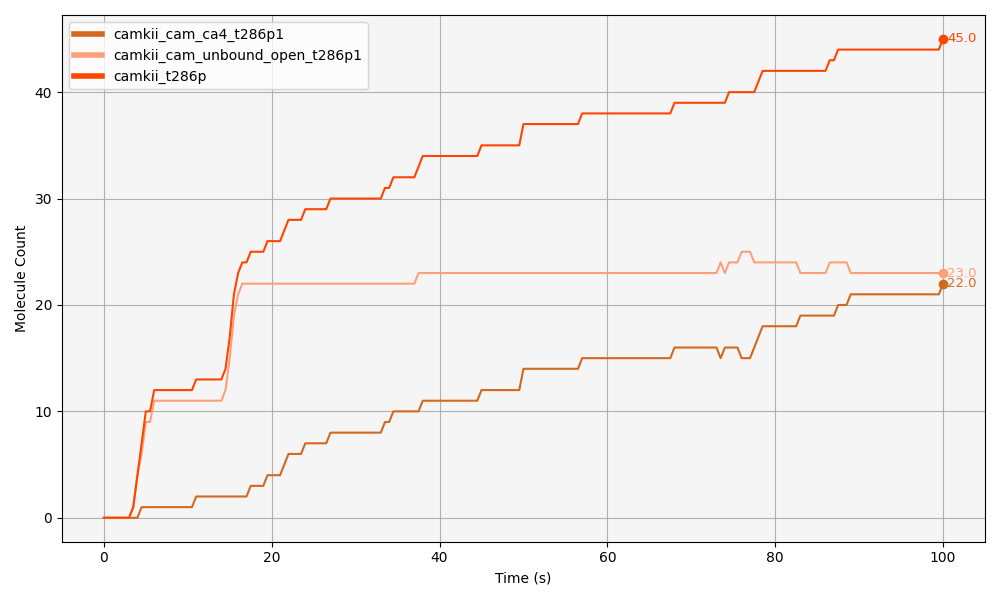 camkii_cam_ca4_t286p1
camkii_cam_unbound_open_t286p1
camkii_t286p
45.0
23.0
22.0
40
30
20
10
0
Molecule Count
0 20 40 60 80 100
Time (s)